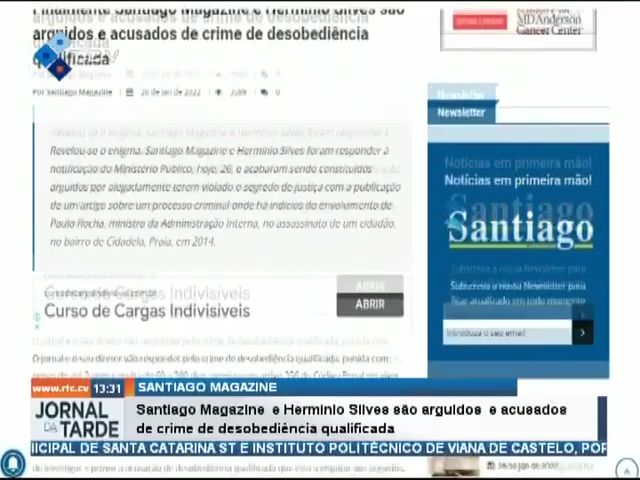 Finalmente Santiago Magazine e Hermínio Silves são
arguidos e acusados de crime de desobediência
qualificada
Por Santiago Magazine 26 de Jan de 2022 3589 0
MD Anderson
Cancer Center
Newsletter
Revelou-se o enigma. Santiago Magazine e Hermínio Silves foram responder à
notificação do Ministério Público, hoje, 26, e acabaram sendo constituídos
arguidos por alegadamente terem violado o segredo de justiça com a publicação
de um artigo sobre um processo criminal onde há indícios do envolvimento de
Paulo Rocha, ministro da Administração Interna, no assassinato de um cidadão,
no bairro de Cidadela, Praia, em 2014.
Notícias em primeira mão!
Santiago
Subscreva a nossa Newsletter para
ficar atualizado em todo momento
Introduza o seu email
Curso de Cargas Indivisiveis
ABRIR
O jornal e o seu diretor vão responder pelo crime de desobediência qualificada, punida com
www.rtc.cv 13:31 SANTIAGO MAGAZINE
JORNAL
DA TARDE
Santiago Magazine e Herminio Silves são arguidos e acusados
de crime de desobediência qualificada
ICIPAL DE SANTA CATARINA ST E INSTITUTO POLITÉCNICO DE VIANA DE CASTELO, POR